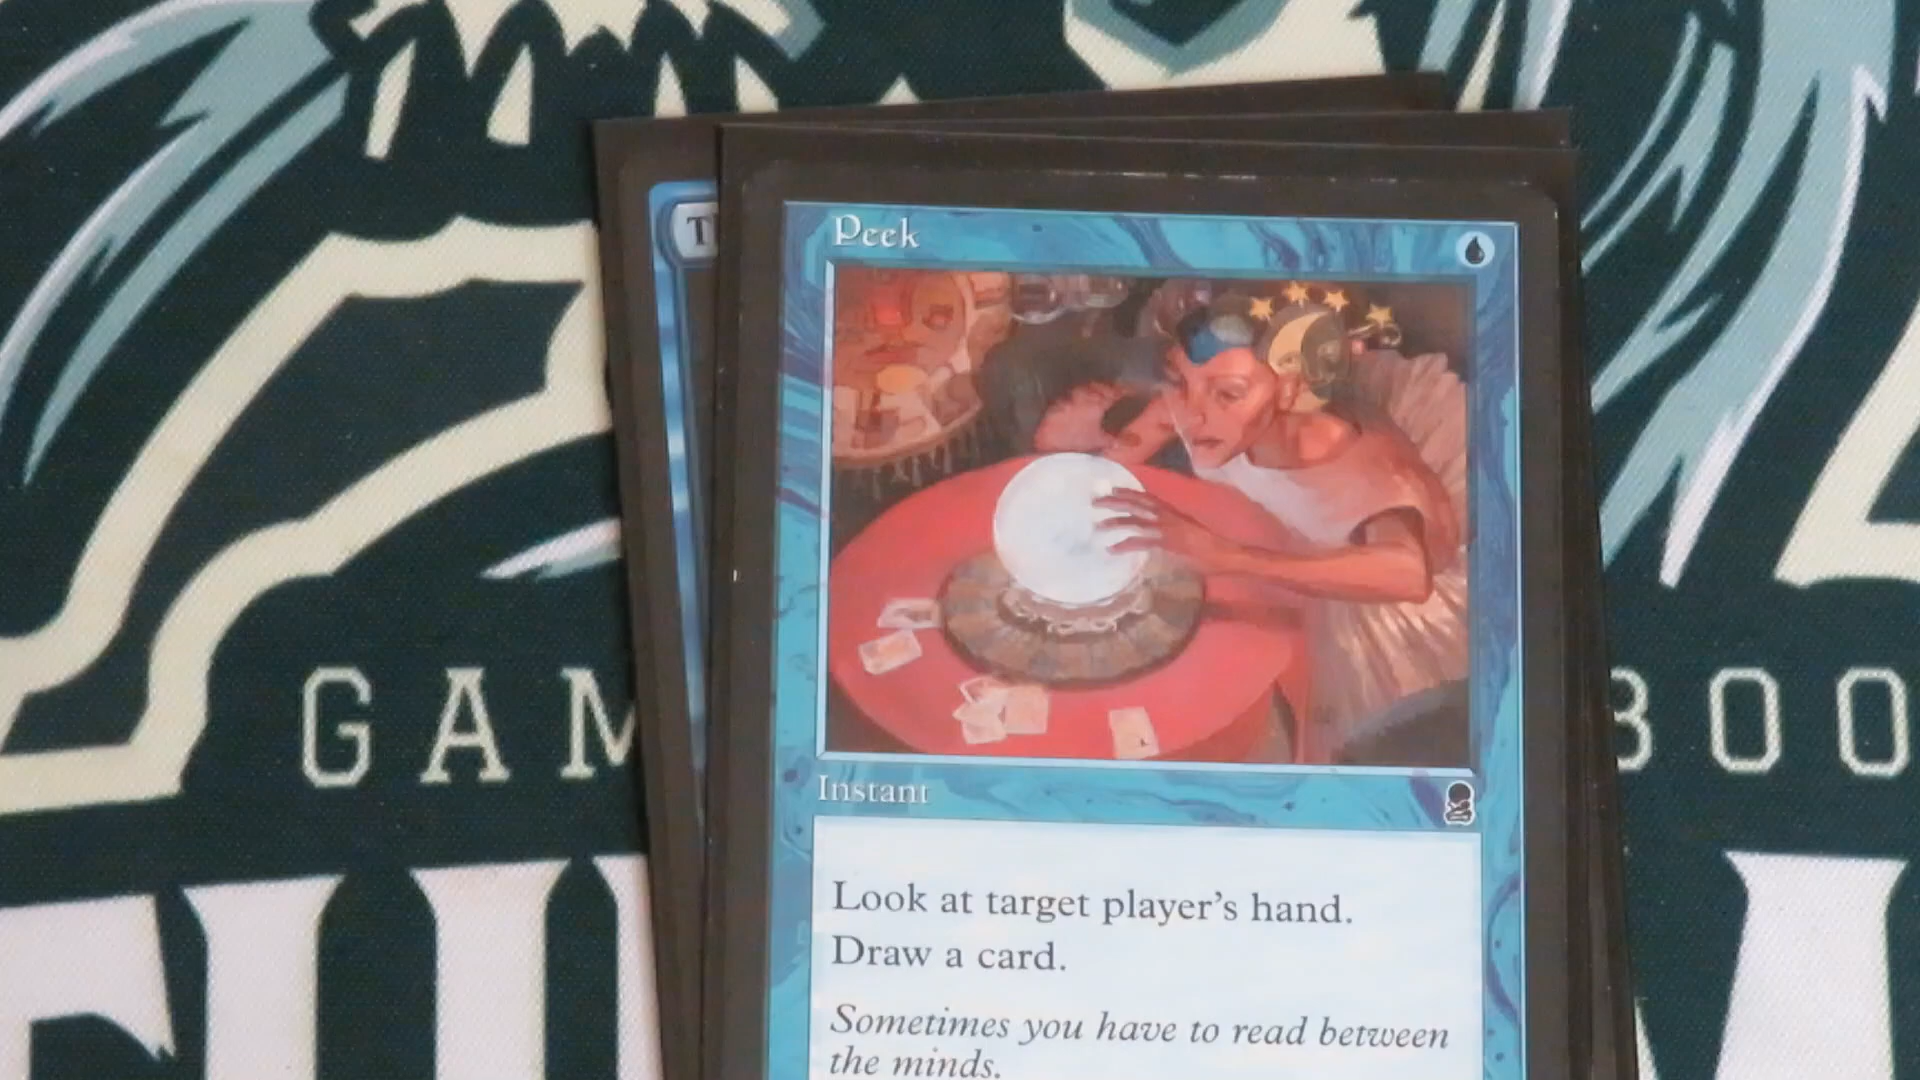 Peek
Instant
Look at target player's hand.
Draw a card.
Sometimes you have to read between
the minds.
GAM
BOO